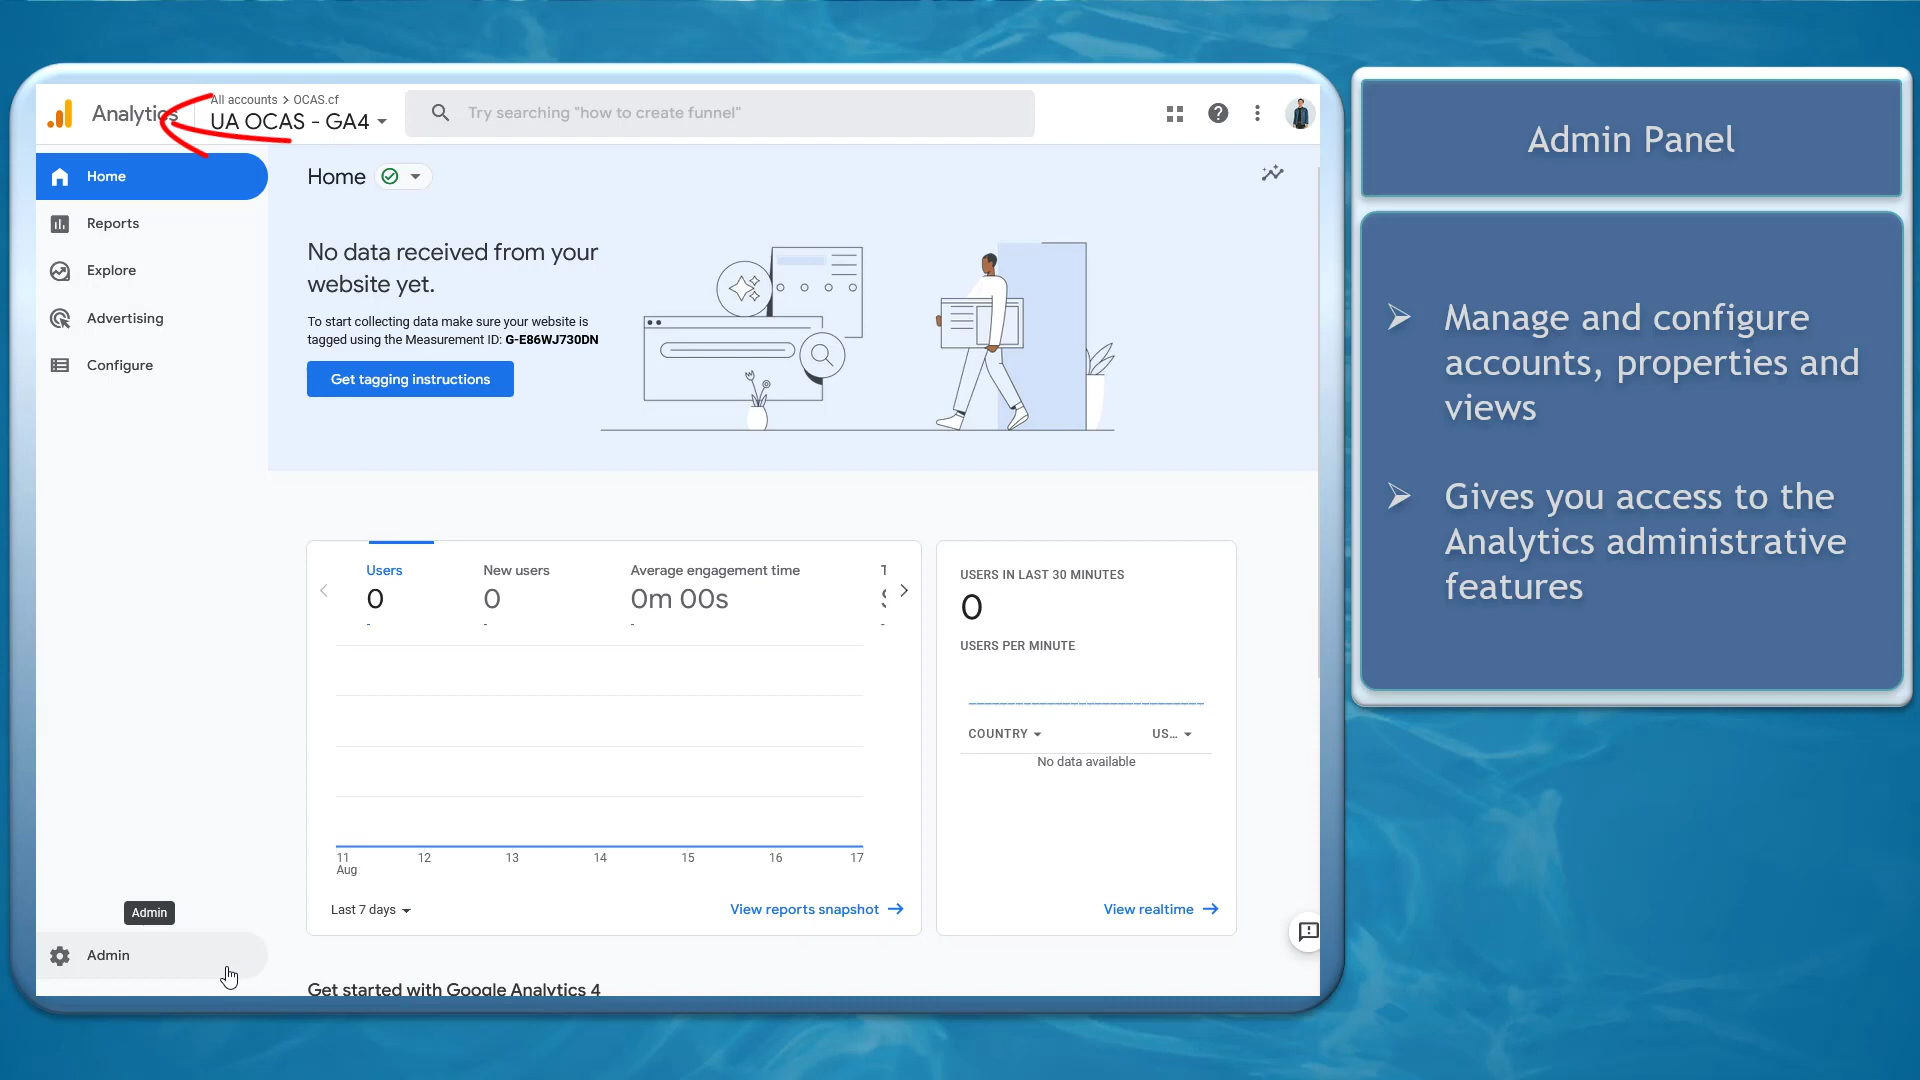 Analytics
All accounts > OCAS.cf
UA OCAS - GA4
Try searching "how to create funnel"
Home
Reports
Explore
Advertising
Configure
Admin
Admin
Home
No data received from your
website yet.
To start collecting data make sure your website is
tagged using the Measurement ID: G-E86WJ730DN
Get tagging instructions
Users
0
-
New users
0
-
Average engagement time
0m 00s
-
11
Aug
12
13
14
15
16
17
Last 7 days
View reports snapshot
USERS IN LAST 30 MINUTES
0
USERS PER MINUTE
COUNTRY
US...
No data available
View realtime
Get started with Google Analytics 4
Admin Panel
Manage and configure
accounts, properties and
views
Gives you access to the
Analytics administrative
features